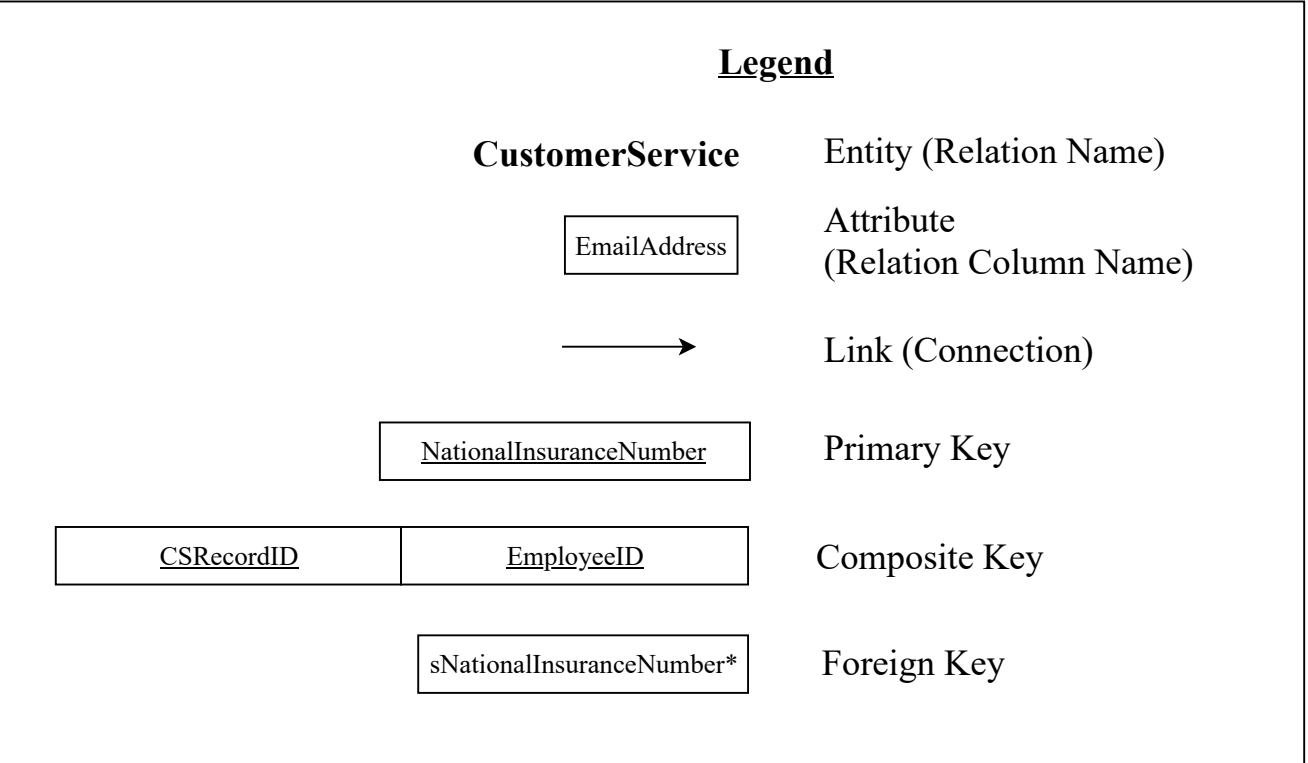 Legend
CustomerService Entity (Relation Name)
EmailAddress Attribute
(Relation Column Name)
Link (Connection)
NationalInsuranceNumber Primary Key
CSRecordID EmployeeID Composite Key
sNationalInsuranceNumber* Foreign Key